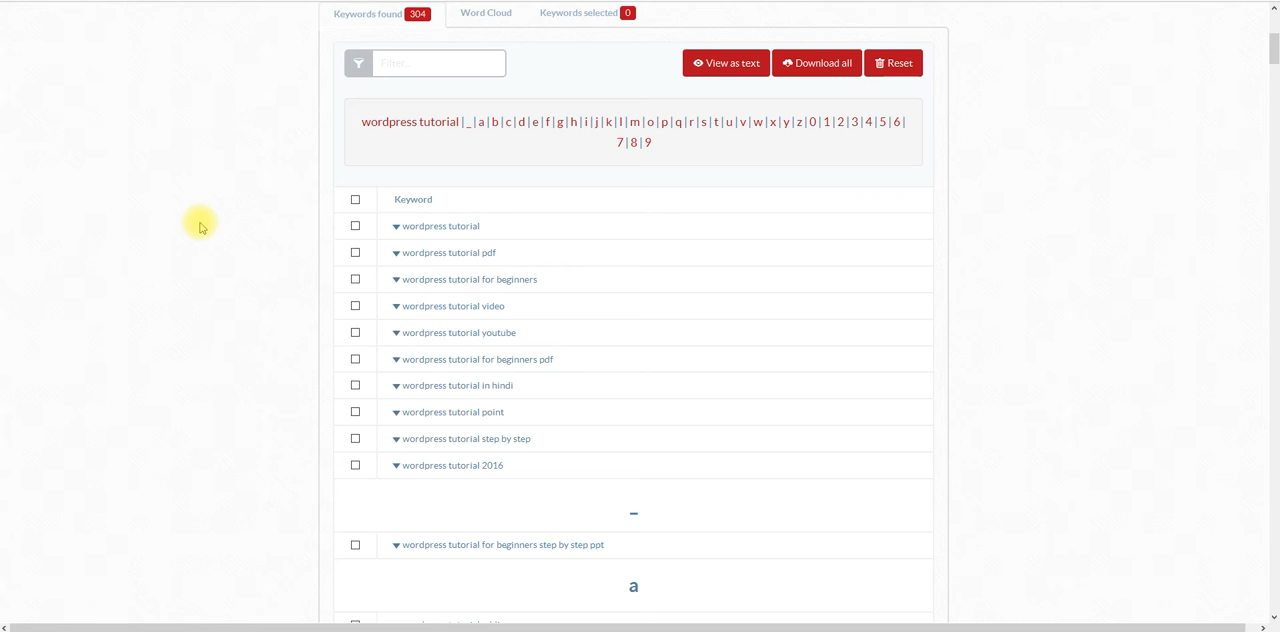 Keywords found 304 Word Cloud Keywords selected 0
Filter... View as text Download all Reset
wordpress tutorial | _ | a | b | c | d | e | f | g | h | i | j | k | l | m | o | p | q | r | s | t | u | v | w | x | y | z | 0 | 1 | 2 | 3 | 4 | 5 | 6 |
7 | 8 | 9
Keyword
wordpress tutorial
wordpress tutorial pdf
wordpress tutorial for beginners
wordpress tutorial video
wordpress tutorial youtube
wordpress tutorial for beginners pdf
wordpress tutorial in hindi
wordpress tutorial point
wordpress tutorial step by step
wordpress tutorial 2016
_
wordpress tutorial for beginners step by step ppt
a